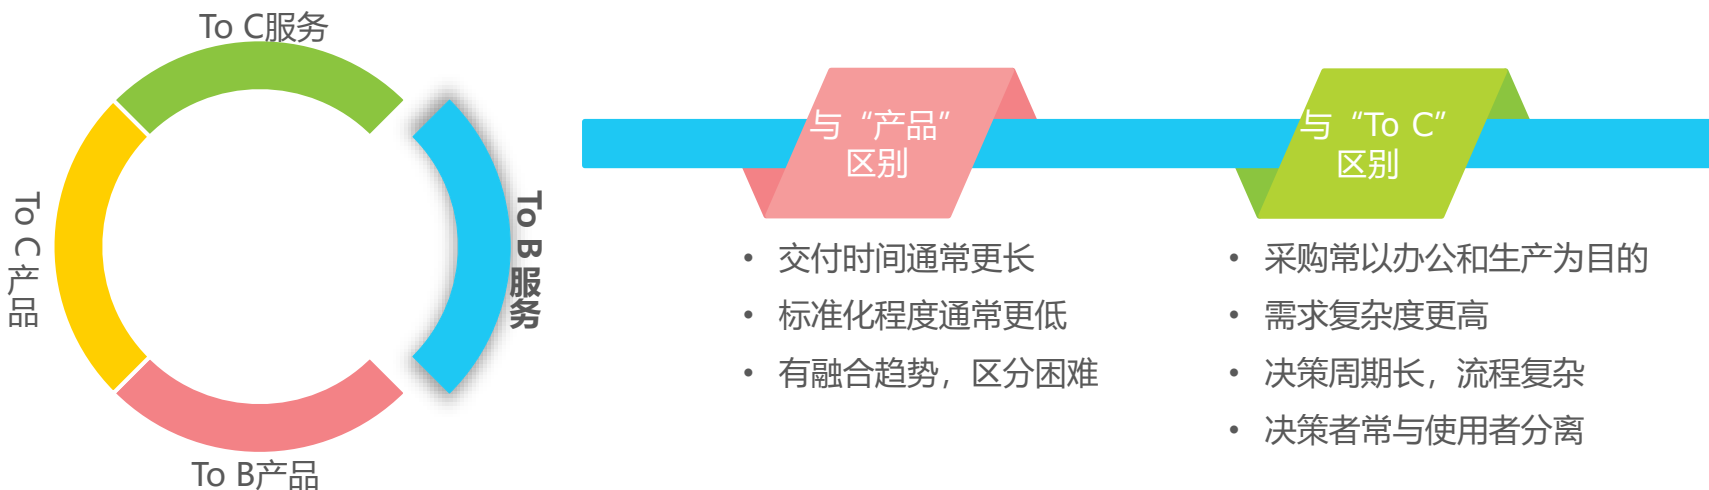 To C服务
To C产品
To B服务
To B产品
与“产品”
区别
• 交付时间通常更长
• 标准化程度通常更低
• 有融合趋势，区分困难
与“To C”
区别
• 采购常以办公和生产为目的
• 需求复杂度更高
• 决策周期长，流程复杂
• 决策者常与使用者分离